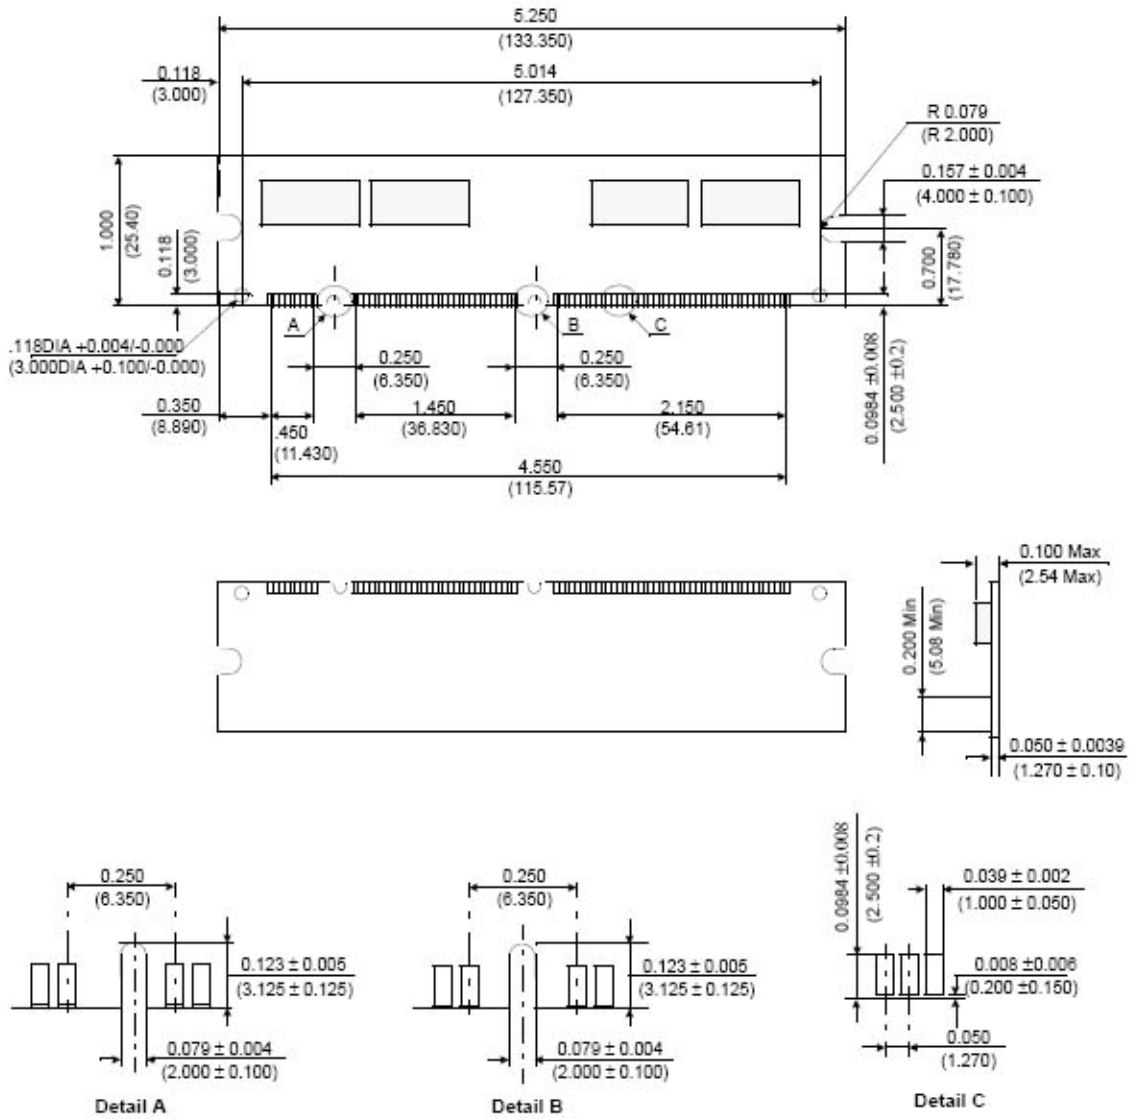 5.250
(133.350)
0.118
(3.000)
5.014
(127.350)
R 0.079
(R 2.000)
0.157 ± 0.004
(4.000 ± 0.100)
1.000
(25.40)
0.118
(3.000)
0.700
(17.780)
A
B
C
.118DIA +0.004/-0.000
(3.000DIA +0.100/-0.000)
0.250
(6.350)
0.250
(6.350)
0.0984 ±0.008
(2.500 ±0.2)
0.350
(8.890)
.450
(11.430)
1.450
(36.830)
2.150
(54.61)
4.550
(115.57)
0.100 Max
(2.54 Max)
0.200 Min
(5.08 Min)
0.050 ± 0.0039
(1.270 ± 0.10)
0.250
(6.350)
0.123 ± 0.005
(3.125 ± 0.125)
0.079 ± 0.004
(2.000 ± 0.100)
Detail A
0.250
(6.350)
0.123 ± 0.005
(3.125 ± 0.125)
0.079 ± 0.004
(2.000 ± 0.100)
Detail B
0.0984 ±0.008
(2.500 ±0.2)
0.039 ± 0.002
(1.000 ± 0.050)
0.008 ±0.006
(0.200 ±0.150)
0.050
(1.270)
Detail C